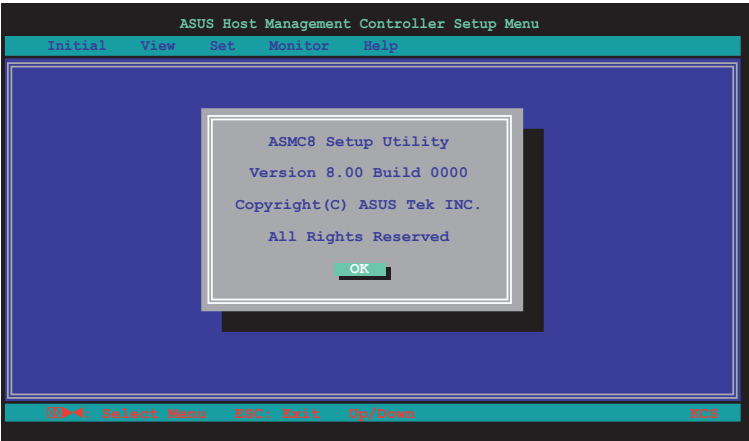 ASUS Host Management Controller Setup Menu
Initial View Set Monitor Help
ASMC8 Setup Utility
Version 8.00 Build 0000
Copyright(C) ASUS Tek INC.
All Rights Reserved
OK
: Select Menu ESC: Exit Up/Down KCS